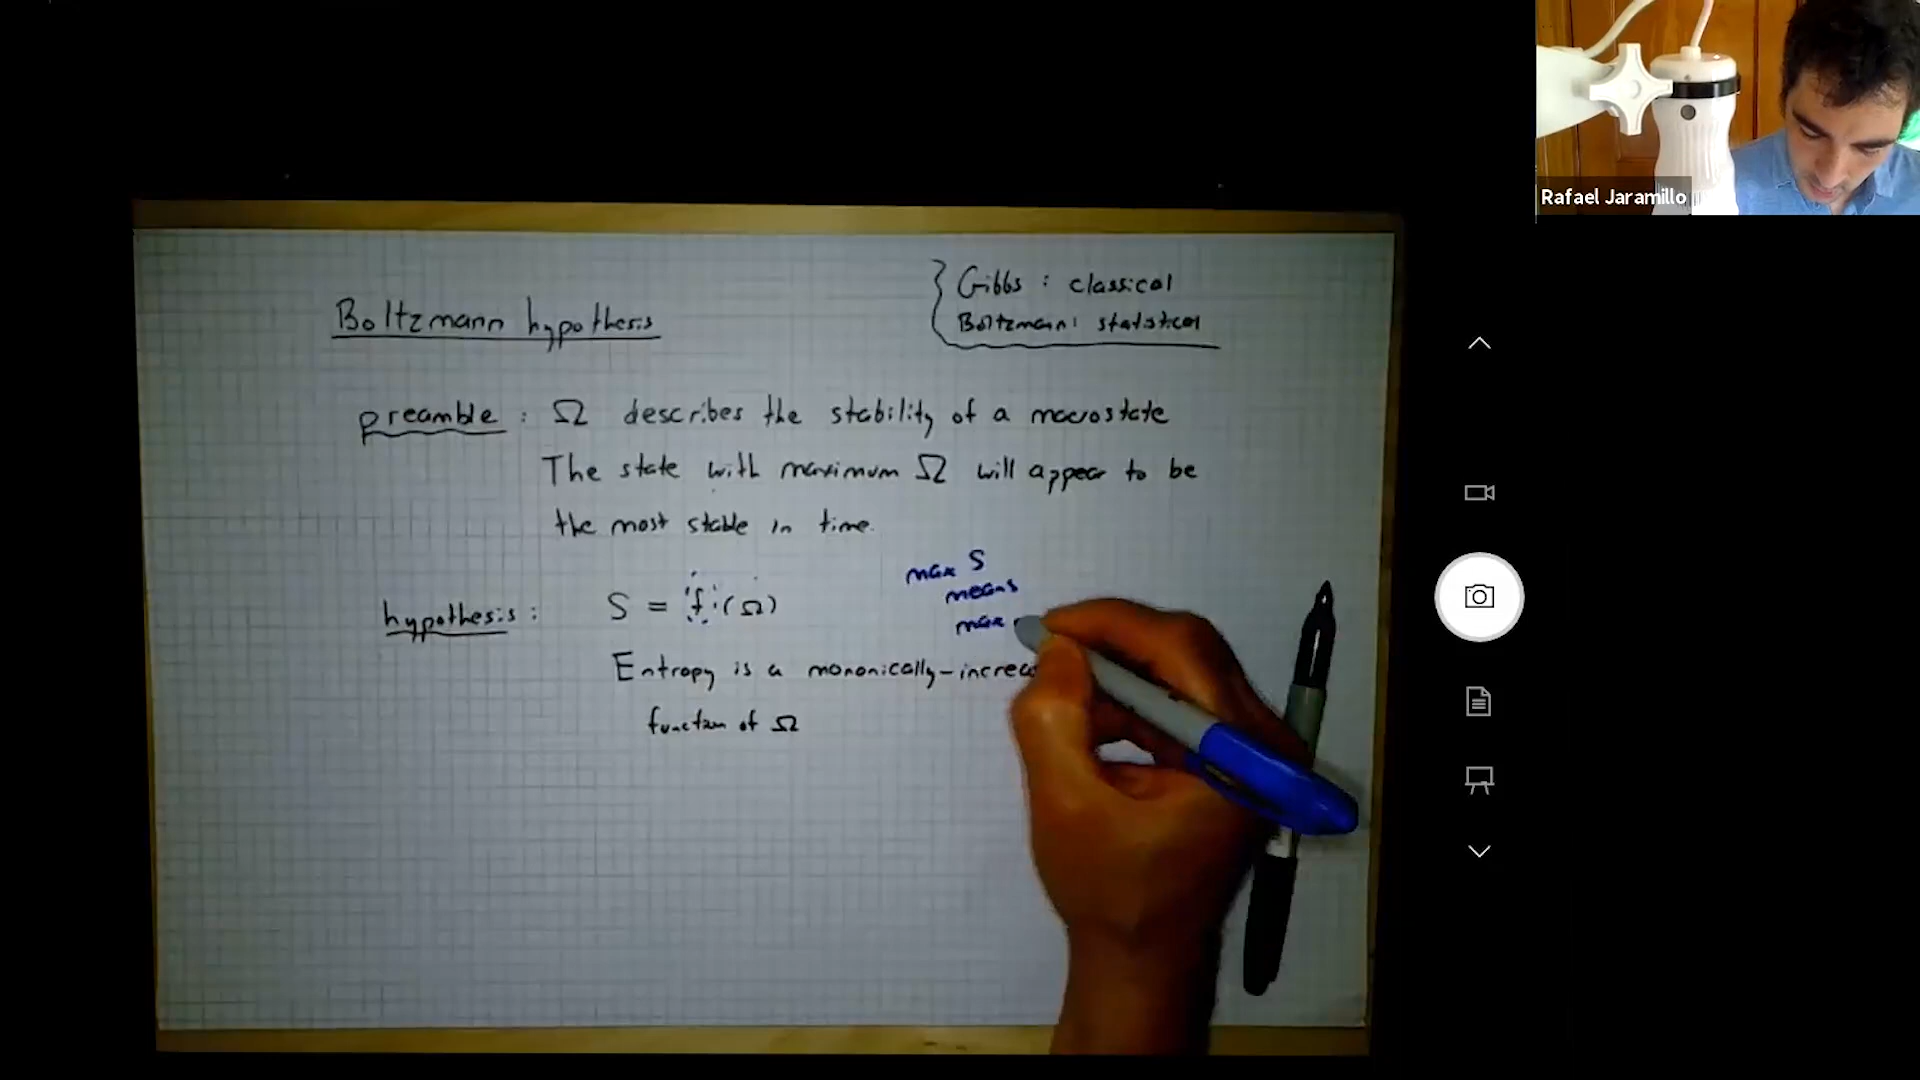 Rafael Jaramillo
Boltzmann hypothesis
Gibbs : classical
Boltzmann: statistical
preamble : Ω describes the stability of a macrostate
The state with maximum Ω will appear to be
the most stable in time.
hypothesis : S = f (Ω)
max S
means
max
Entropy is a mononically-increas
function of Ω